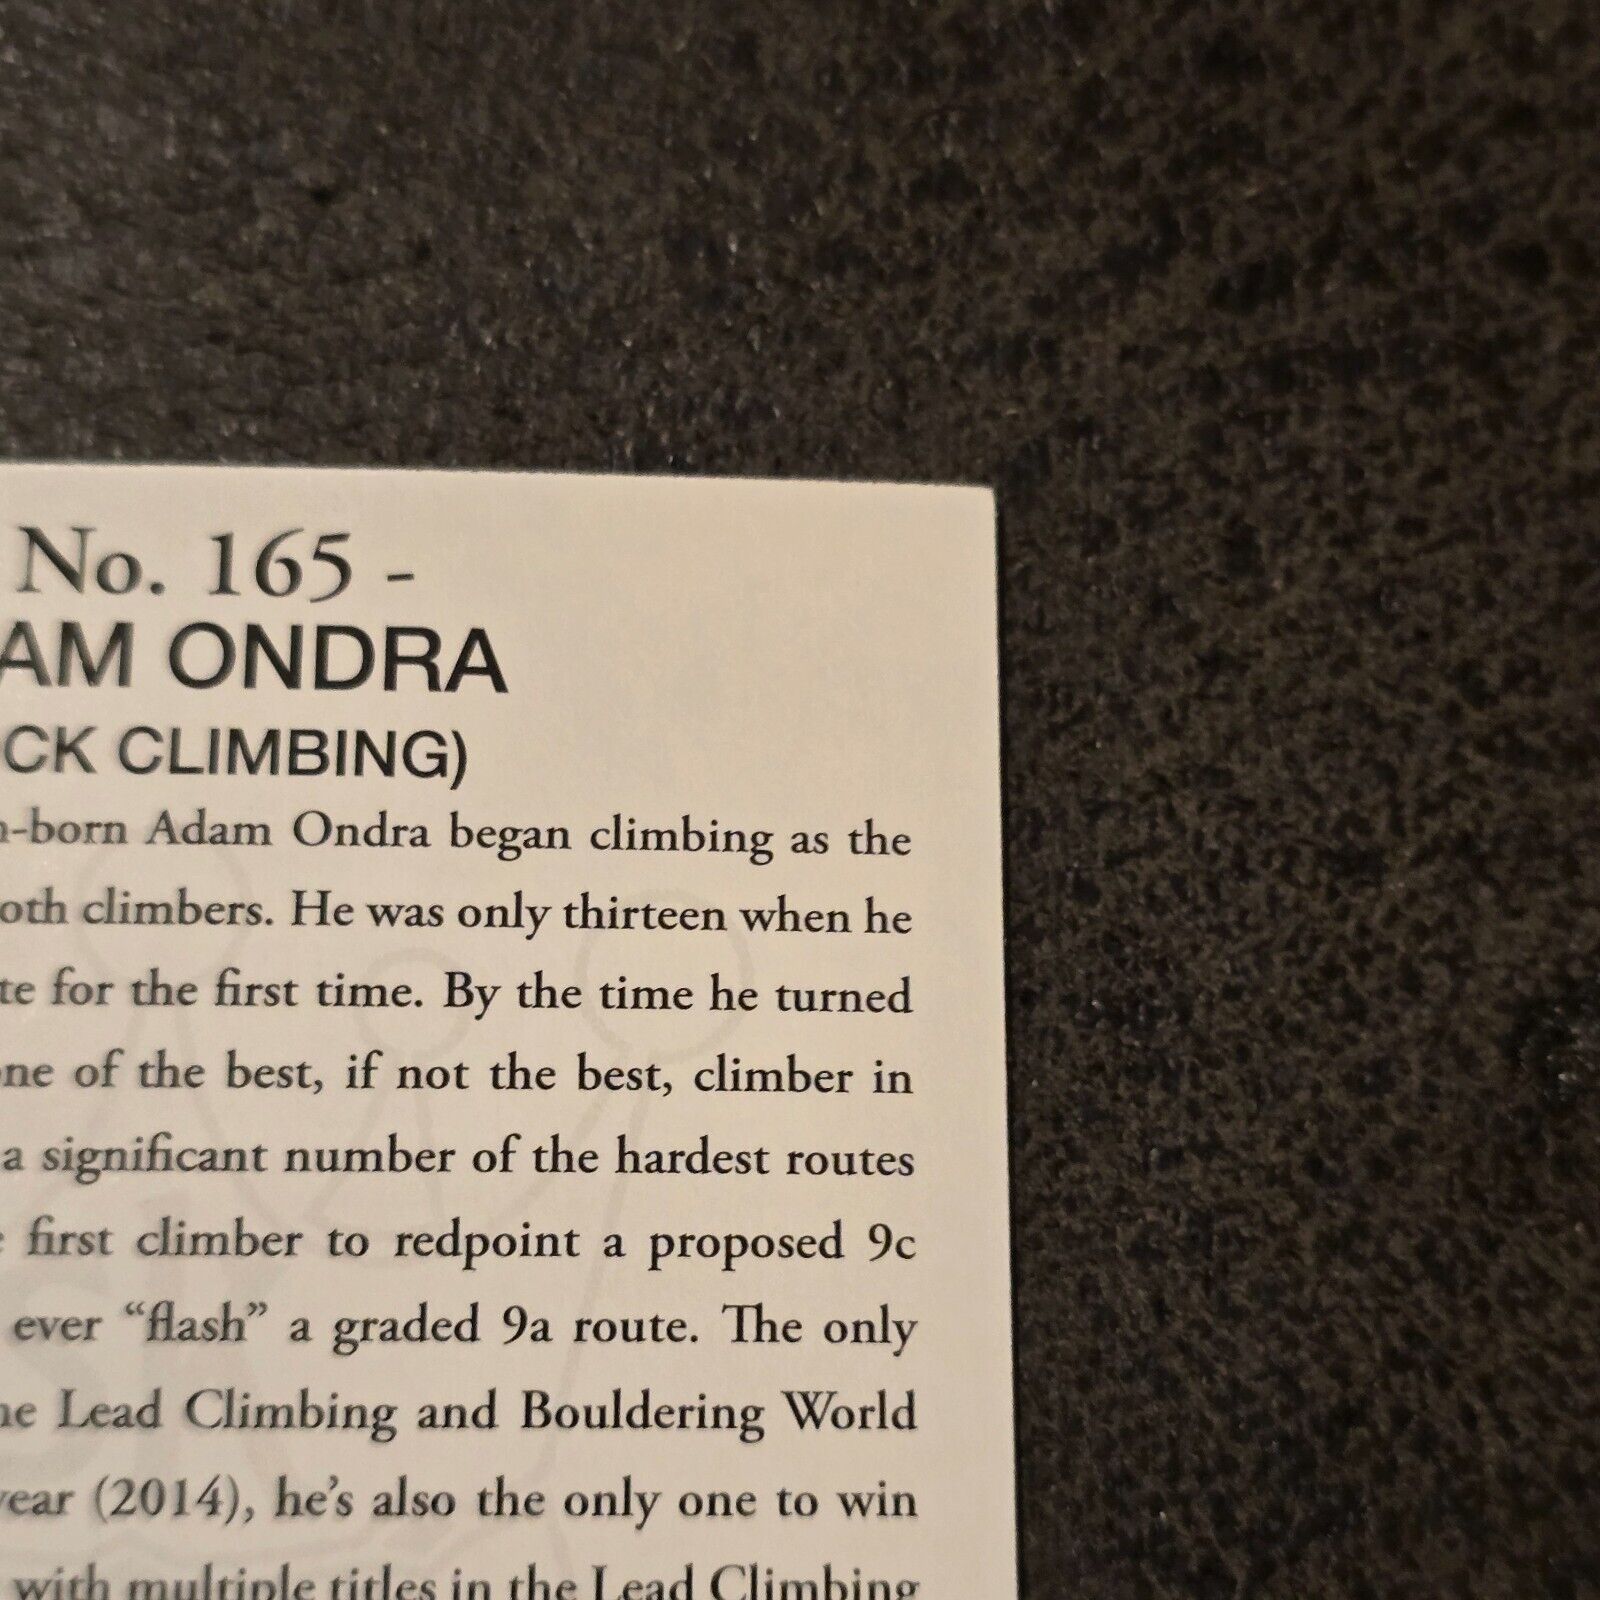 No. 165 -
AM ONDRA
CK CLIMBING)
-born Adam Ondra began climbing as the
oth climbers. He was only thirteen when he
te for the first time. By the time he turned
ne of the best, if not the best, climber in
a significant number of the hardest routes
first climber to redpoint a proposed 9c
ever “flash” a graded 9a route. The only
he Lead Climbing and Bouldering World
year (2014), he’s also the only one to win
with multiple titles in the Lead Climbing